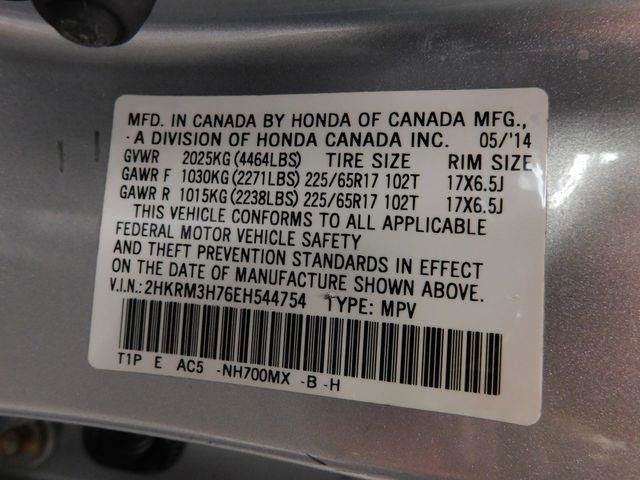 MFD. IN CANADA BY HONDA OF CANADA MFG.,
A DIVISION OF HONDA CANADA INC. 05/'14
GVWR 2025KG (4464LBS) TIRE SIZE RIM SIZE
GAWR F 1030KG (2271LBS) 225/65R17 102T 17X6.5J
GAWR R 1015KG (2238LBS) 225/65R17 102T 17X6.5J
THIS VEHICLE CONFORMS TO ALL APPLICABLE
FEDERAL MOTOR VEHICLE SAFETY
AND THEFT PREVENTION STANDARDS IN EFFECT
ON THE DATE OF MANUFACTURE SHOWN ABOVE.
V.I.N.: 2HKRM3H76EH544754 TYPE: MPV
T1P E AC5 -NH700MX -B -H